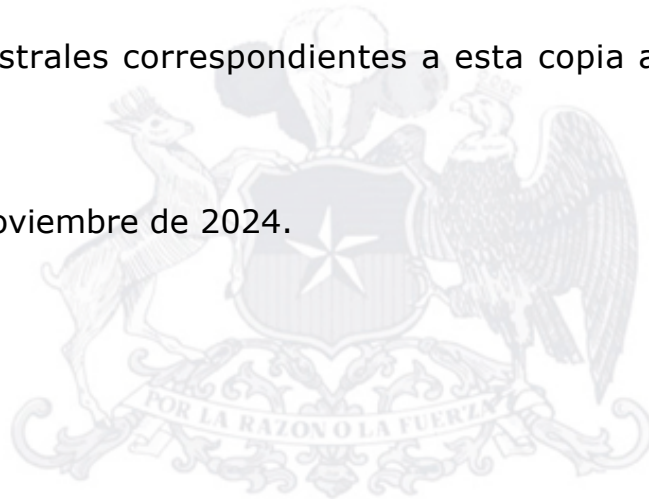 strales correspondientes a esta copia a
oviembre de 2024.
POR LA RAZON O LA FUERZA